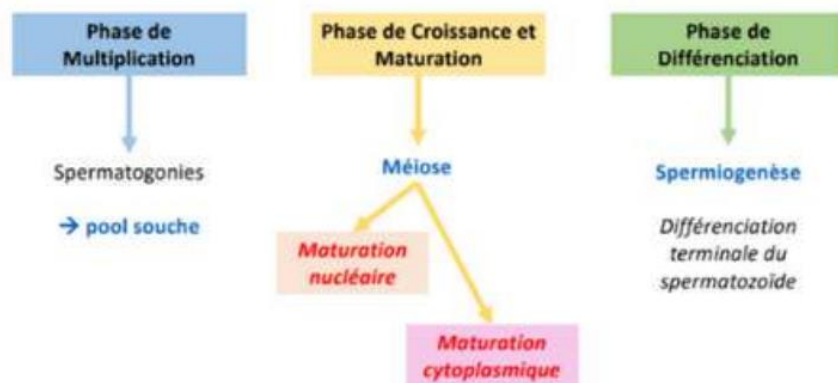 Phase de
Multiplication
Spermatogonies
→ pool souche
Phase de Croissance et
Maturation
Méiose
Maturation
nucléaire
Maturation
cytoplasmique
Phase de
Différenciation
Spermiogenèse
Différenciation
terminale du
spermatozoïde